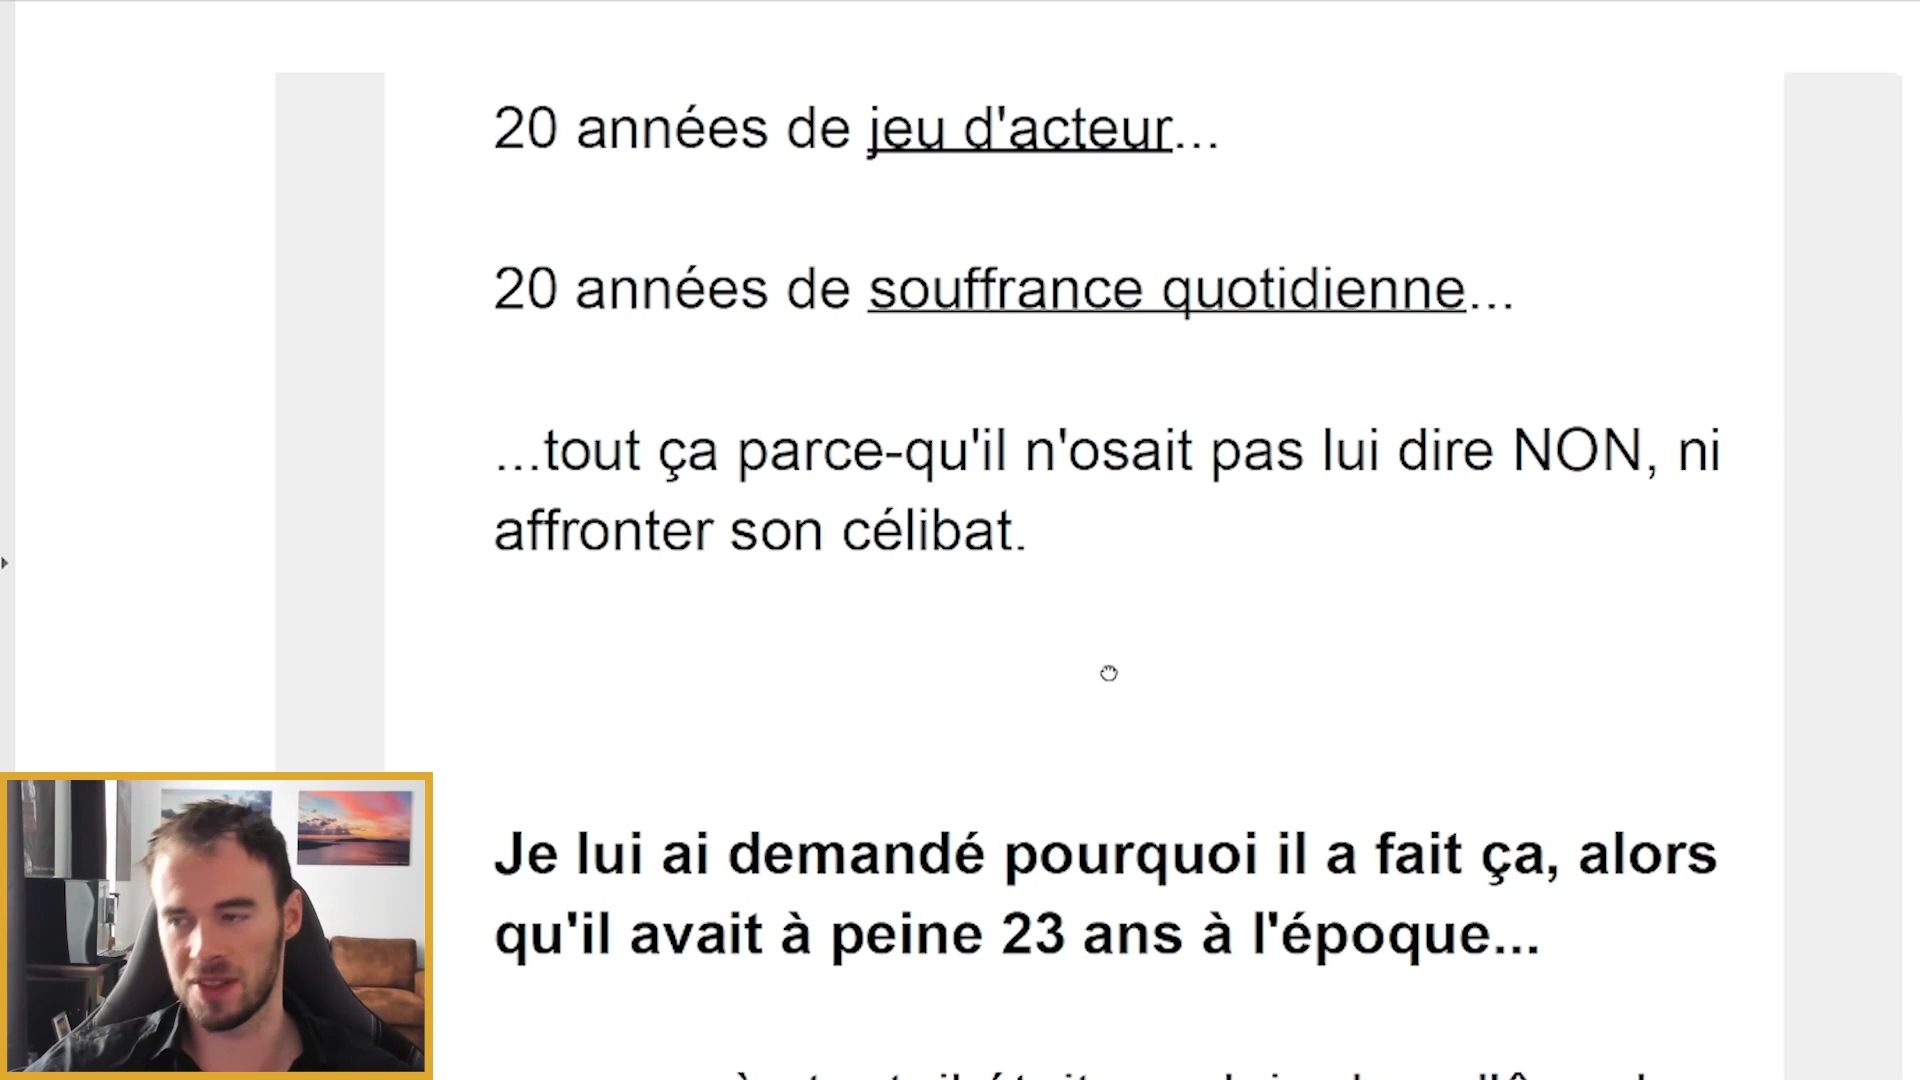 20 années de jeu d'acteur...
20 années de souffrance quotidienne...
...tout ça parce-qu'il n'osait pas lui dire NON, ni
affronter son célibat.
Je lui ai demandé pourquoi il a fait ça, alors
qu'il avait à peine 23 ans à l'époque...